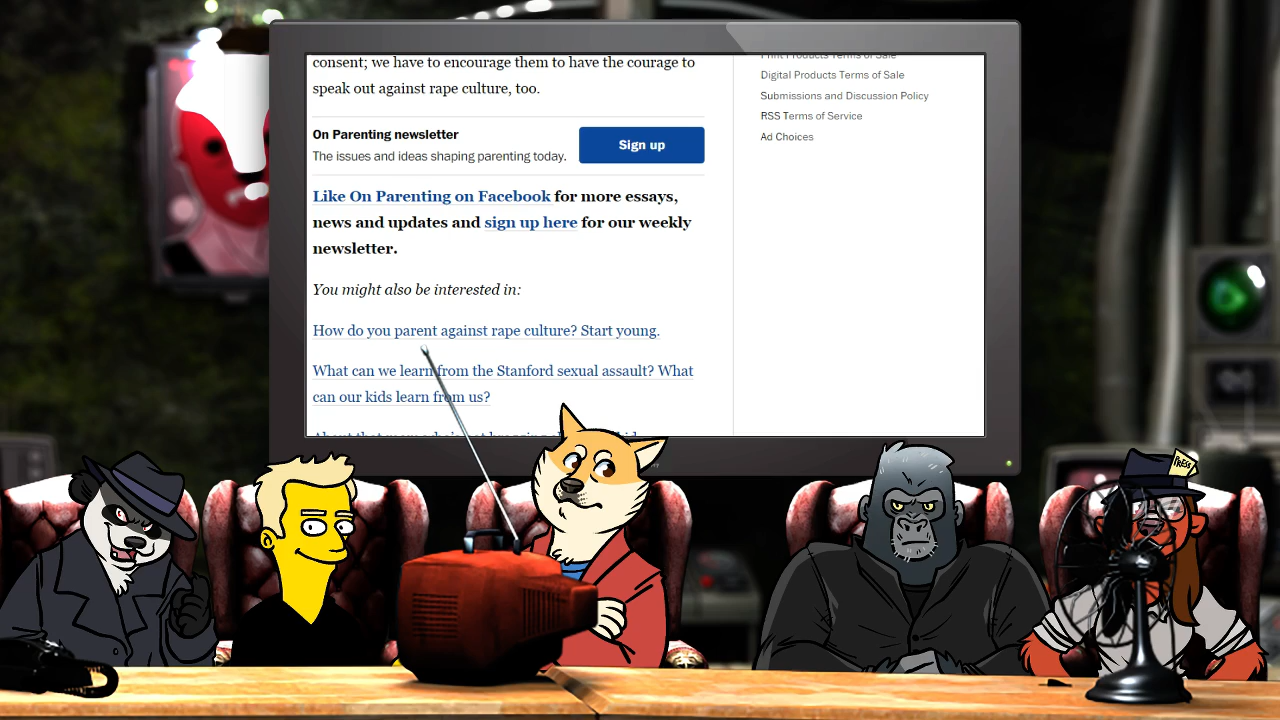 consent; we have to encourage them to have the courage to
speak out against rape culture, too.
On Parenting newsletter
The issues and ideas shaping parenting today.
Sign up
Like On Parenting on Facebook for more essays,
news and updates and sign up here for our weekly
newsletter.
You might also be interested in:
How do you parent against rape culture? Start young.
What can we learn from the Stanford sexual assault? What
can our kids learn from us?
Print Products Terms of Sale
Digital Products Terms of Sale
Submissions and Discussion Policy
RSS Terms of Service
Ad Choices
PRESS